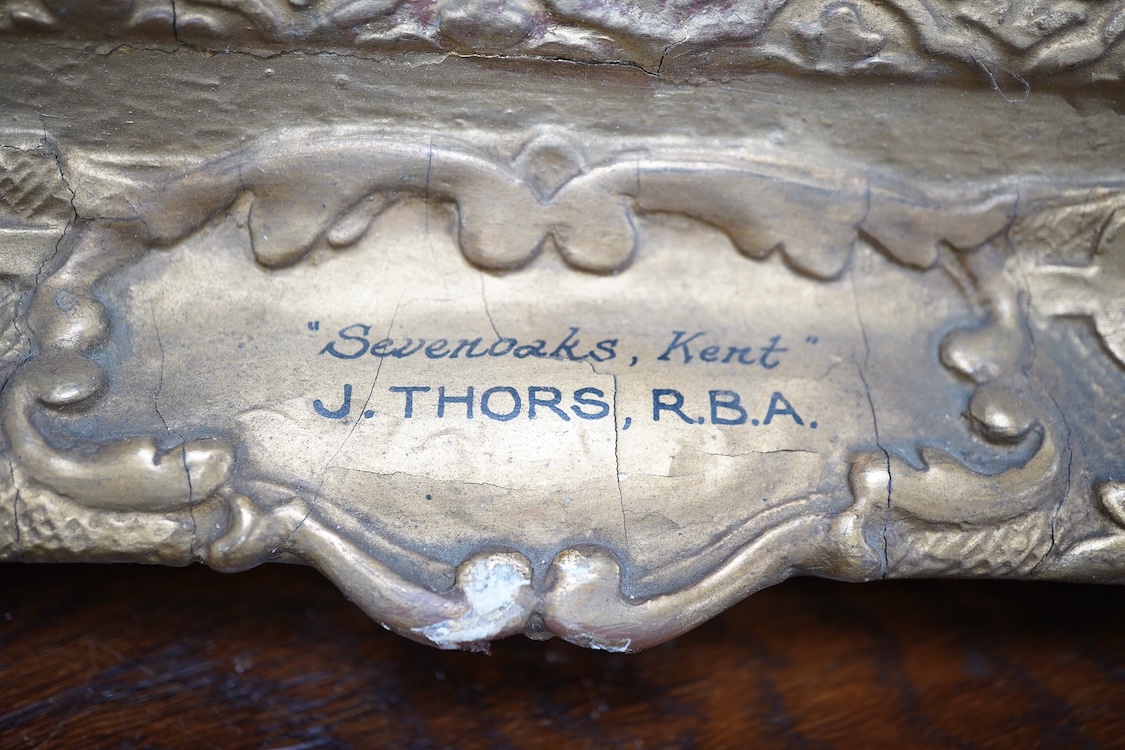 "Sevenoaks, Kent"
J. THORS, R.B.A.